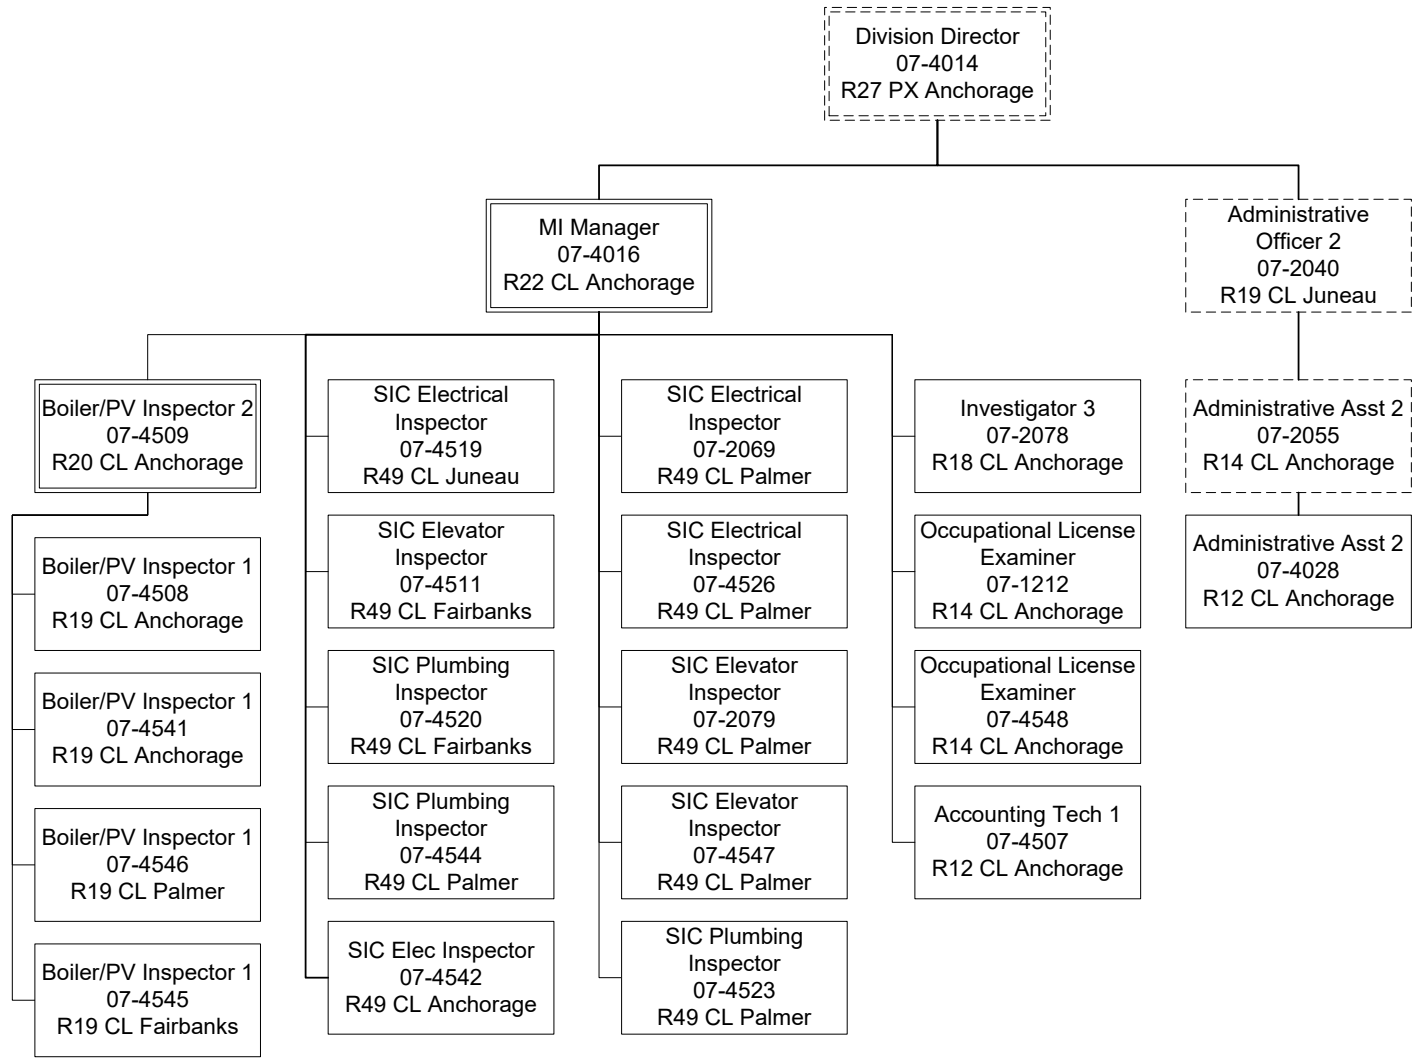 Division Director
07-4014
R27 PX Anchorage
MI Manager
07-4016
R22 CL Anchorage
Administrative
Officer 2
07-2040
R19 CL Juneau
Boiler/PV Inspector 2
07-4509
R20 CL Anchorage
SIC Electrical
Inspector
07-4519
R49 CL Juneau
SIC Electrical
Inspector
07-2069
R49 CL Palmer
Investigator 3
07-2078
R18 CL Anchorage
Administrative Asst 2
07-2055
R14 CL Anchorage
Boiler/PV Inspector 1
07-4508
R19 CL Anchorage
SIC Elevator
Inspector
07-4511
R49 CL Fairbanks
SIC Electrical
Inspector
07-4526
R49 CL Palmer
Occupational License
Examiner
07-1212
R14 CL Anchorage
Administrative Asst 2
07-4028
R12 CL Anchorage
Boiler/PV Inspector 1
07-4541
R19 CL Anchorage
SIC Plumbing
Inspector
07-4520
R49 CL Fairbanks
SIC Elevator
Inspector
07-2079
R49 CL Palmer
Occupational License
Examiner
07-4548
R14 CL Anchorage
Boiler/PV Inspector 1
07-4546
R19 CL Palmer
SIC Plumbing
Inspector
07-4544
R49 CL Palmer
SIC Elevator
Inspector
07-4547
R49 CL Palmer
Accounting Tech 1
07-4507
R12 CL Anchorage
Boiler/PV Inspector 1
07-4545
R19 CL Fairbanks
SIC Elec Inspector
07-4542
R49 CL Anchorage
SIC Plumbing
Inspector
07-4523
R49 CL Palmer